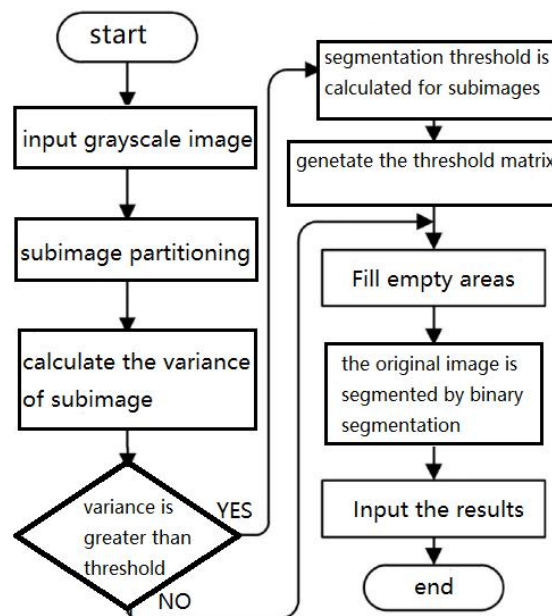 start
input grayscale image
subimage partitioning
calculate the variance
of subimage
variance is
greater than
threshold
YES
NO
segmentation threshold is
calculated for subimages
genetate the threshold matrix
Fill empty areas
the original image is
segmented by binary
segmentation
Input the results
end